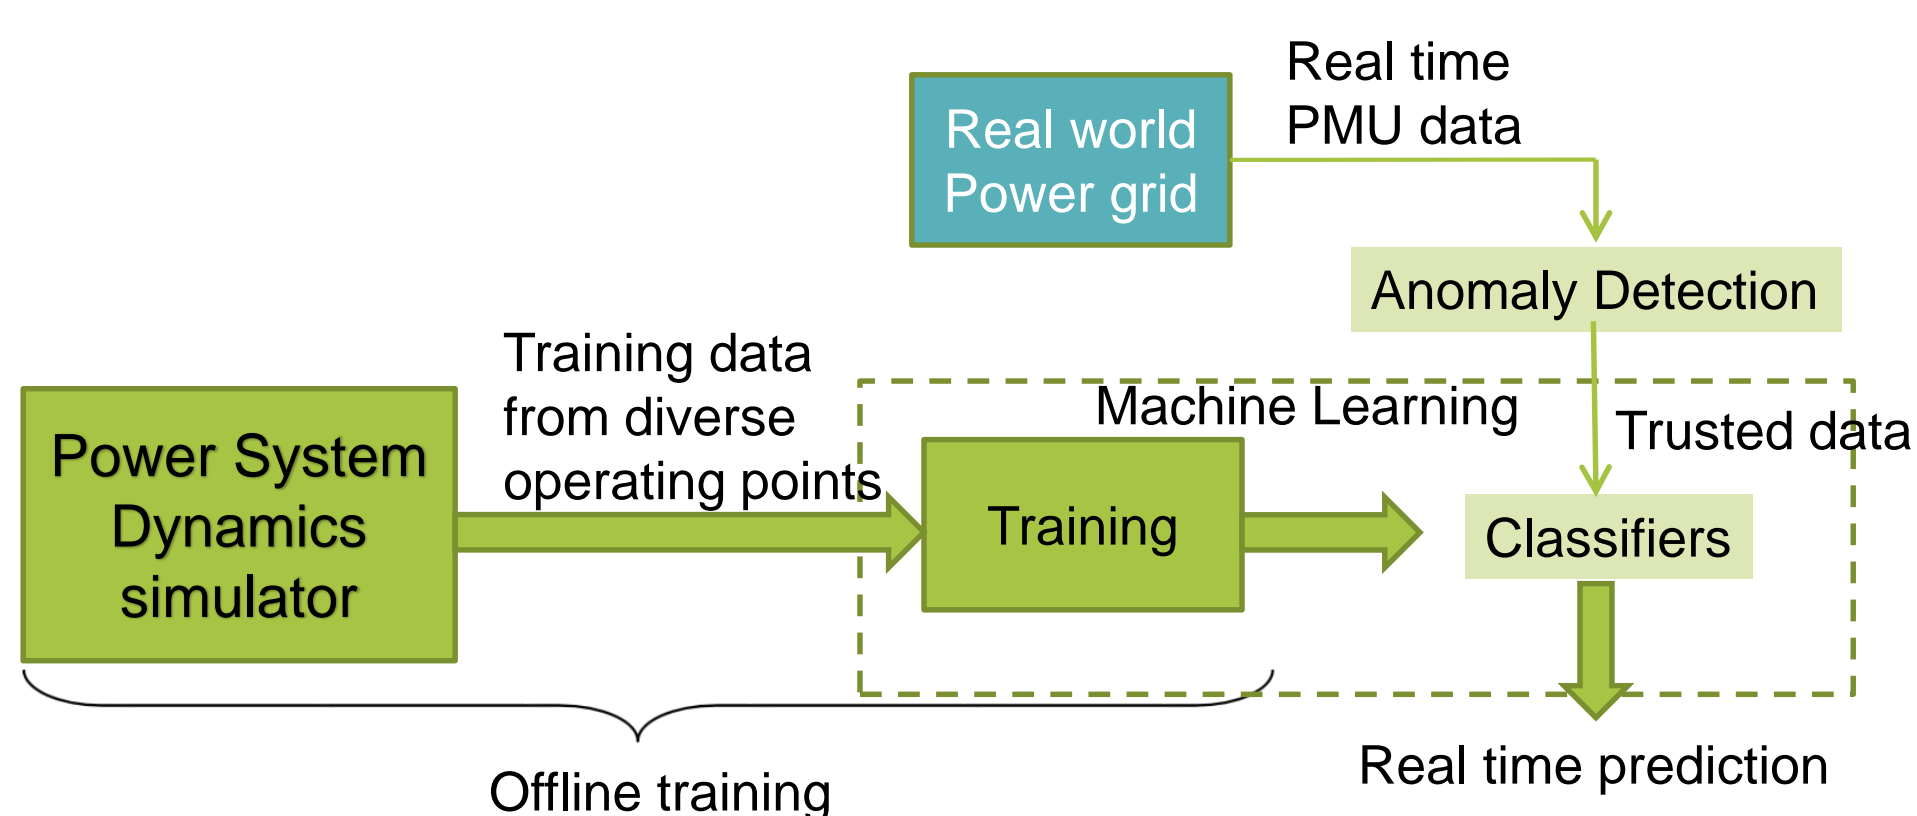 Real time
PMU data
Real world
Power grid
Anomaly Detection
Training data
from diverse
operating points
Machine Learning
Trusted data
Power System
Dynamics
simulator
Training
Classifiers
Real time prediction
Offline training